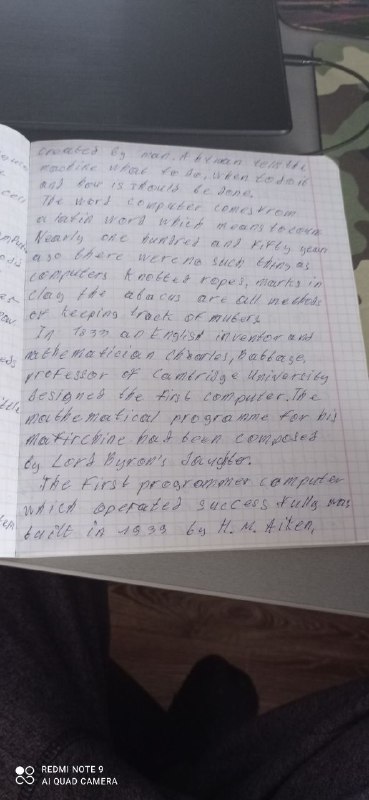 created by man. A human tells the
machine what to do, when to do it
and how is should be done.
The word computer comes from
a latin word which means to count
Nearly one hundred and fifty years
ago there were no such thing as
computers knotted ropes, marks in
clay the abacus are all methods
of keeping track of
In 1833 an English inventor and
mathematician Charles, Babbage,
professor of Cambridge University
designed the first computer. The
mathematical programme for his
had been composed
by Lord Byron's daughter.
The first programmer computer
which operated successfully was
built in 1939 by H. M. Aiken,
REDMI NOTE 9
AI QUAD CAMERA